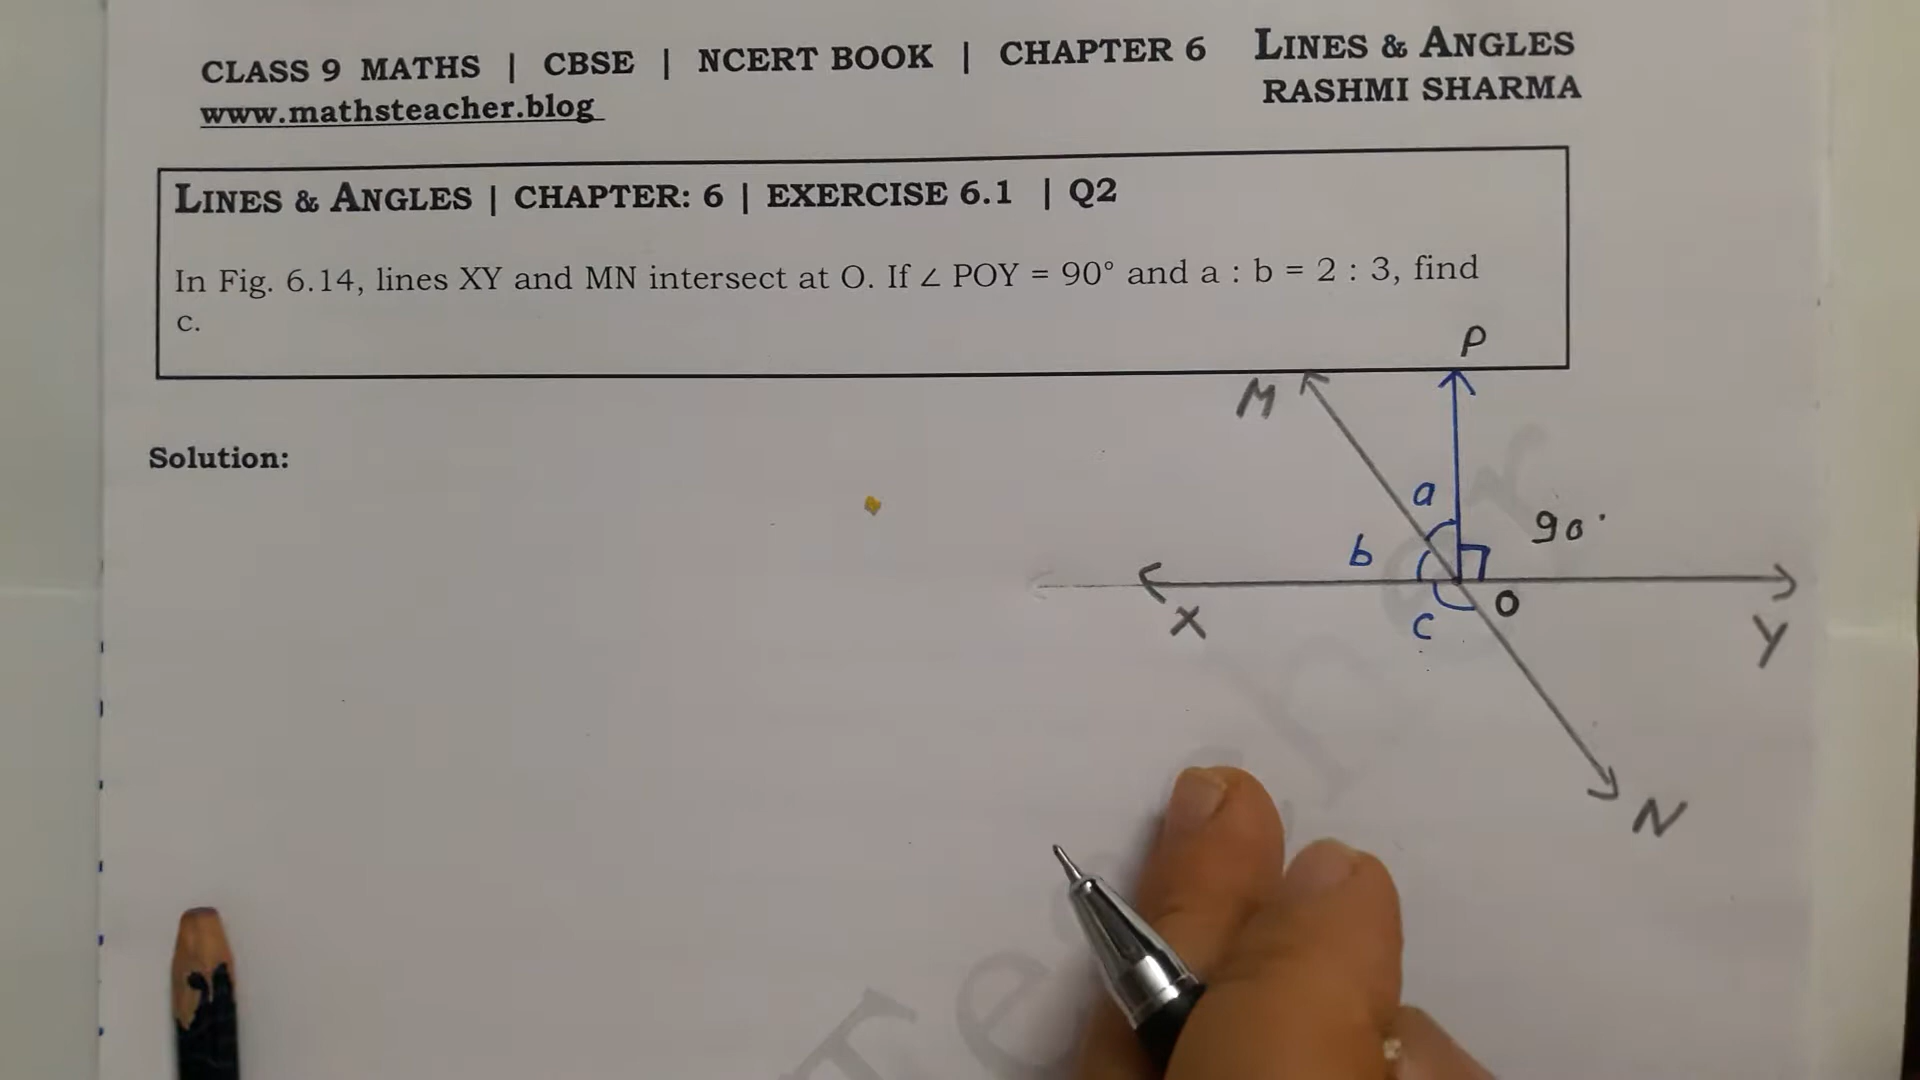 CLASS 9 MATHS | CBSE | NCERT BOOK | CHAPTER 6 LINES & ANGLES
www.mathsteacher.blog RASHMI SHARMA
LINES & ANGLES | CHAPTER: 6 | EXERCISE 6.1 | Q2
In Fig. 6.14, lines XY and MN intersect at O. If ∠ POY = 90° and a : b = 2 : 3, find
c.
P
M
Solution:
a
90°
b
O
X
c
Y
N